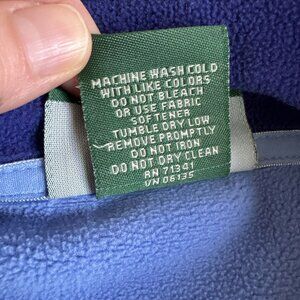 MACHINE WASH COLD
WITH LIKE COLORS
DO NOT BLEACH
OR USE FABRIC
SOFTENER
TUMBLE DRY LOW
REMOVE PROMPTLY
DO NOT IRON
DO NOT DRY CLEAN
RN 71341
VN 06135